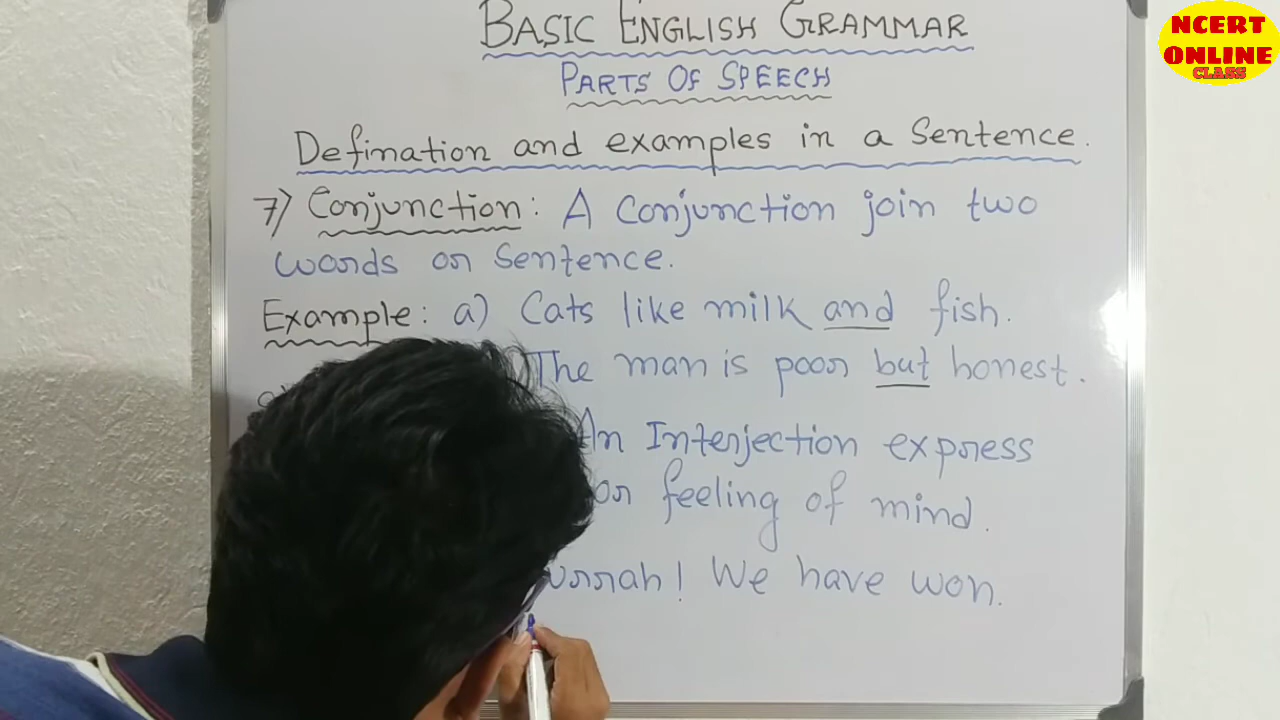 BASIC ENGLISH GRAMMAR
NCERT
ONLINE
CLASS
PARTS OF SPEECH
Defination and examples in a Sentence.
7) Conjunction: A Conjunction join two
words or Sentence.
Example: a) Cats like milk and fish.
The man is poor but honest.
An Interjection express
or feeling of mind.
We have won.